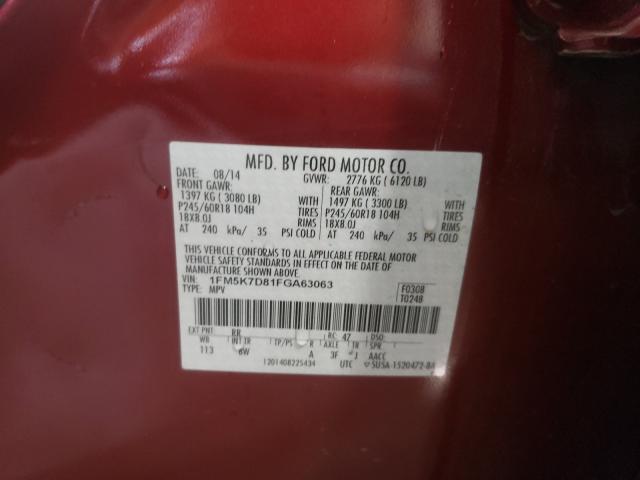 MFD. BY FORD MOTOR CO.
DATE: 08/14 GVWR: 2776 KG ( 6120 LB)
FRONT GAWR: REAR GAWR:
1397 KG ( 3080 LB) WITH 1497 KG ( 3300 LB) WITH
P245/60R18 104H TIRES P245/60R18 104H TIRES
18X8.0J RIMS 18X8.0J RIMS
AT 240 kPa/ 35 PSI COLD AT 240 kPa/ 35 PSI COLD
THIS VEHICLE CONFORMS TO ALL APPLICABLE FEDERAL MOTOR
VEHICLE SAFETY STANDARDS IN EFFECT ON THE DATE OF
MANUFACTURE SHOWN ABOVE.
VIN: 1FM5K7D81FGA63063 F0308
TYPE: MPV T0248
EXT PNT: RR RC: 47 DSO:
WB INT TR TP/PS R AXLE TR SPR
113 6W A 3F J AACC
1201408225434 UTC 5USA-1520472-BA